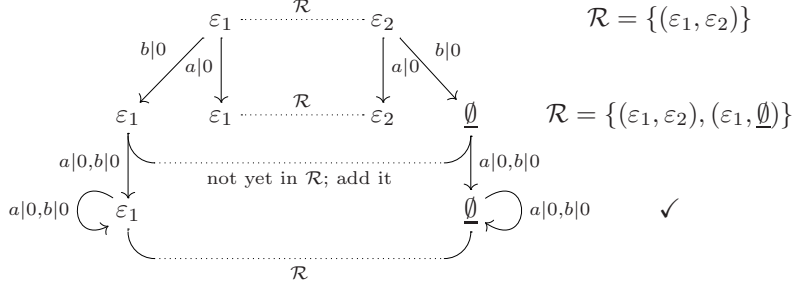 ℛ
ε₁ ε₂ ℛ = {(ε₁, ε₂)}
b|0 a|0 a|0 b|0
ℛ
ε₁ ε₁ ε₂ ∅ ℛ = {(ε₁, ε₂), (ε₁, ∅)}
a|0,b|0 a|0,b|0
not yet in ℛ; add it
a|0,b|0 ε₁ ∅ a|0,b|0 ✓
ℛ